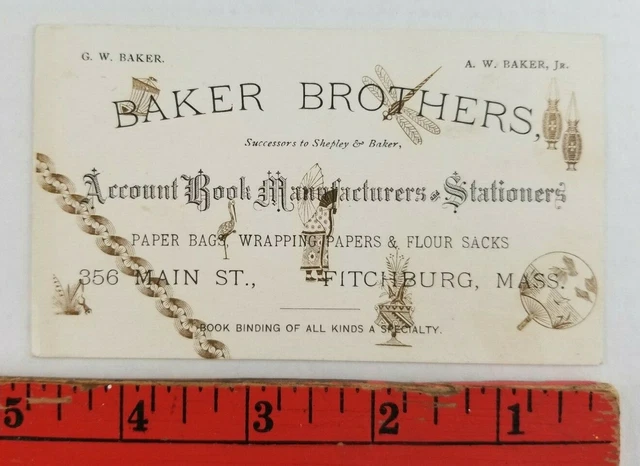 G. W. BAKER.
A. W. BAKER, JR.
BAKER BROTHERS,
Successors to Shepley & Baker,
Account Book Manufacturers and Stationers
PAPER BAGS, WRAPPING PAPERS & FLOUR SACKS
356 MAIN ST., FITCHBURG, MASS.
BOOK BINDING OF ALL KINDS A SPECIALTY.
5 4 3 2 1